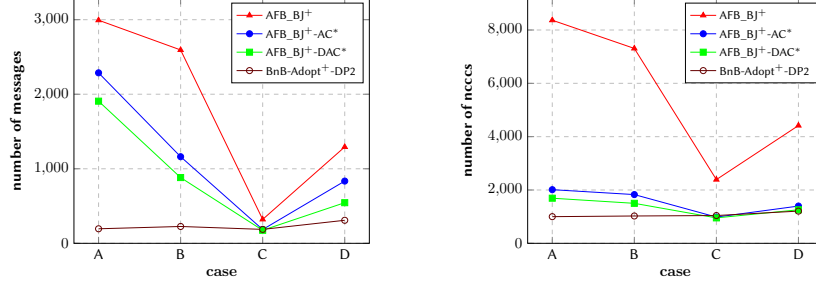 3,000
2,000
1,000
0
number of messages
A B C D
case
AFB_BJ⁺
AFB_BJ⁺-AC*
AFB_BJ⁺-DAC*
BnB-Adopt⁺-DP2
8,000
6,000
4,000
2,000
0
number of ncccs
A B C D
case
AFB_BJ⁺
AFB_BJ⁺-AC*
AFB_BJ⁺-DAC*
BnB-Adopt⁺-DP2